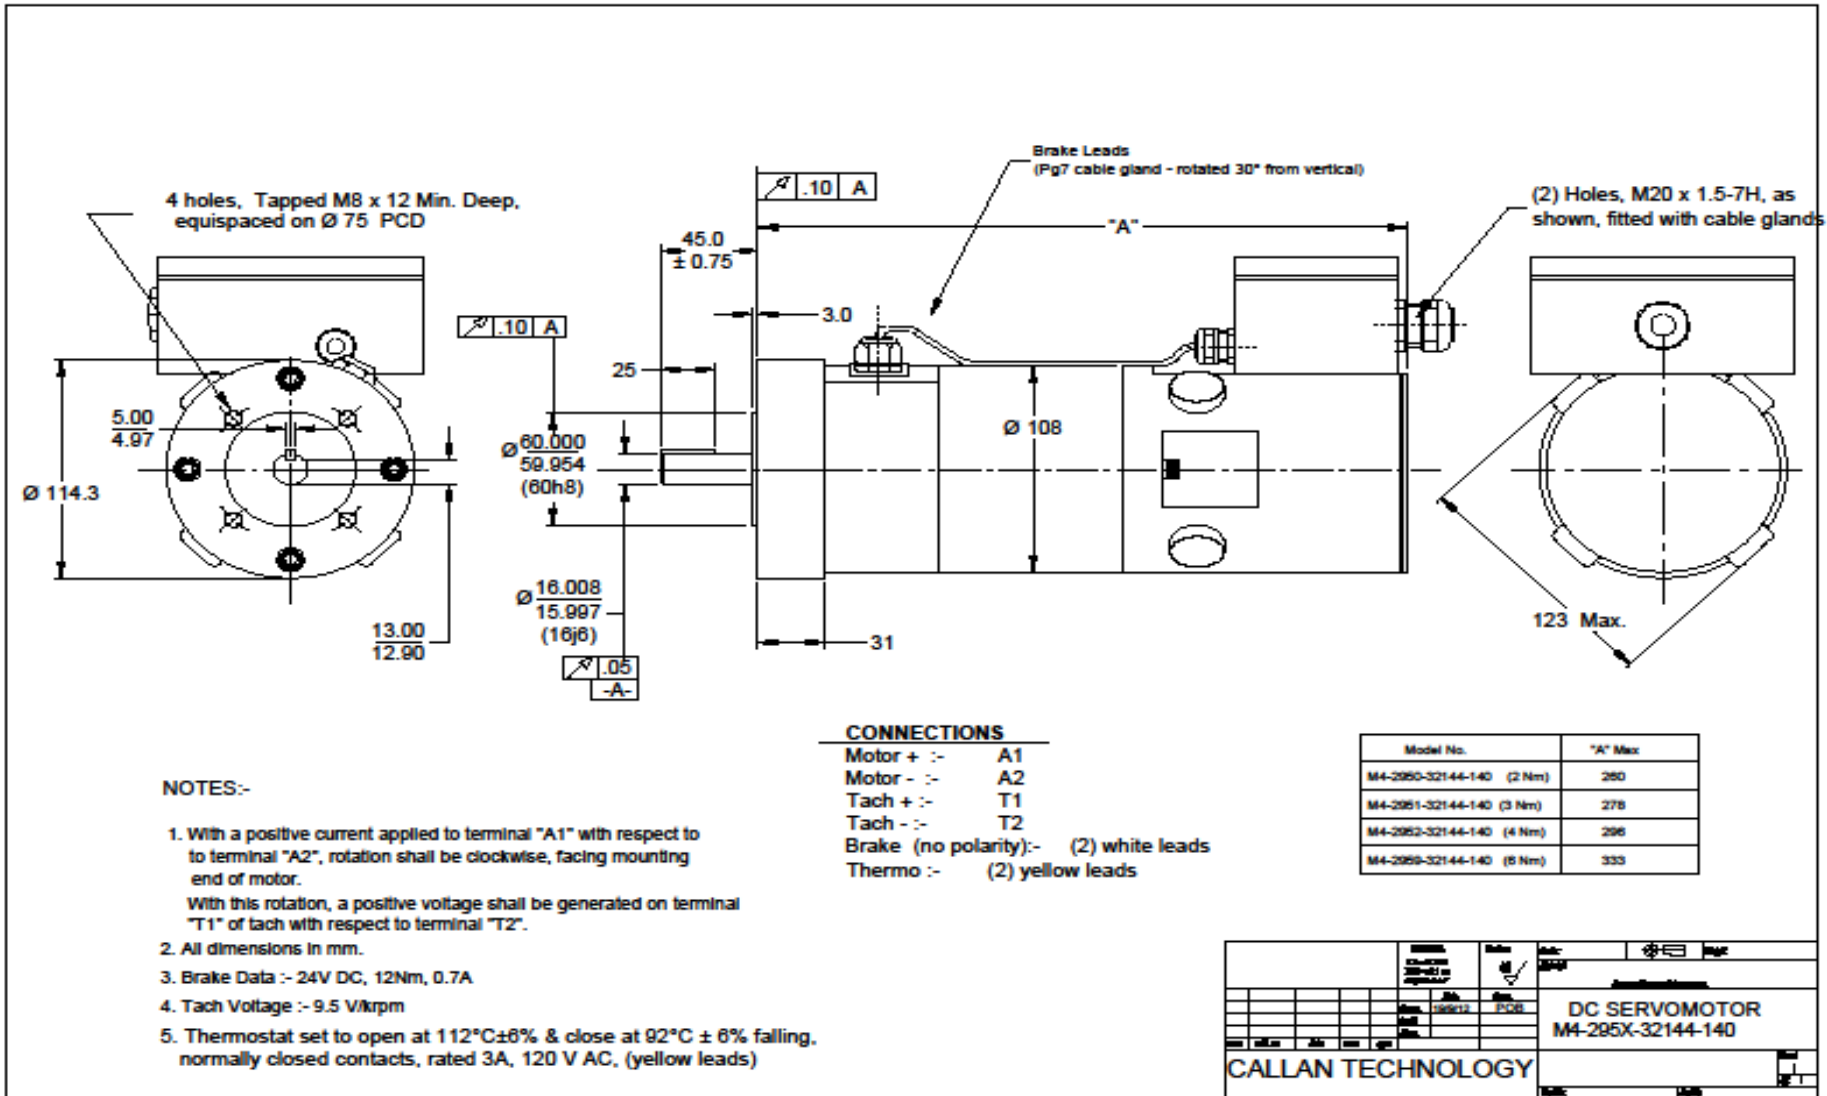 Brake Leads
(Pg7 cable gland - rotated 30° from vertical)
4 holes, Tapped M8 x 12 Min. Deep,
equispaced on Ø 75 PCD
.10 A
(2) Holes, M20 x 1.5-7H, as
shown, fitted with cable glands
"A"
45.0
± 0.75
3.0
.10 A
25
5.00
4.97
Ø 108
Ø 60.000
59.954
(60h8)
Ø 114.3
Ø 16.008
15.997
(16j6)
13.00
12.90
31
123 Max.
.05
-A-
CONNECTIONS
Motor + :- A1
Motor - :- A2
Tach + :- T1
Tach - :- T2
Brake (no polarity):- (2) white leads
Thermo :- (2) yellow leads
Model No. "A" Max
M4-2950-32144-140 (2 Nm) 260
M4-2951-32144-140 (3 Nm) 278
M4-2952-32144-140 (4 Nm) 296
M4-2959-32144-140 (6 Nm) 333
NOTES:-
1. With a positive current applied to terminal "A1" with respect to
to terminal "A2", rotation shall be clockwise, facing mounting
end of motor.
With this rotation, a positive voltage shall be generated on terminal
"T1" of tach with respect to terminal "T2".
2. All dimensions in mm.
3. Brake Data :- 24V DC, 12Nm, 0.7A
4. Tach Voltage :- 9.5 V/krpm
5. Thermostat set to open at 112°C±6% & close at 92°C ± 6% falling,
normally closed contacts, rated 3A, 120 V AC, (yellow leads)
POB
DC SERVOMOTOR
M4-295X-32144-140
CALLAN TECHNOLOGY